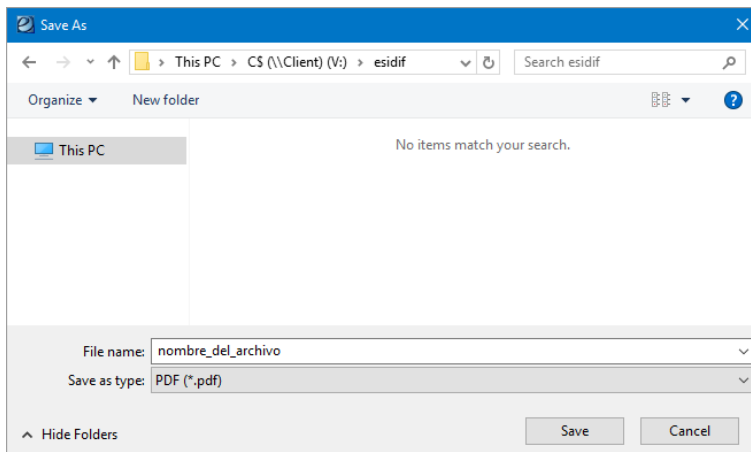 Save As
This PC > C$ (\\Client) (V:) > esidif
Search esidif
Organize New folder
?
This PC
No items match your search.
File name: nombre_del_archivo
Save as type: PDF (*.pdf)
Hide Folders
Save
Cancel